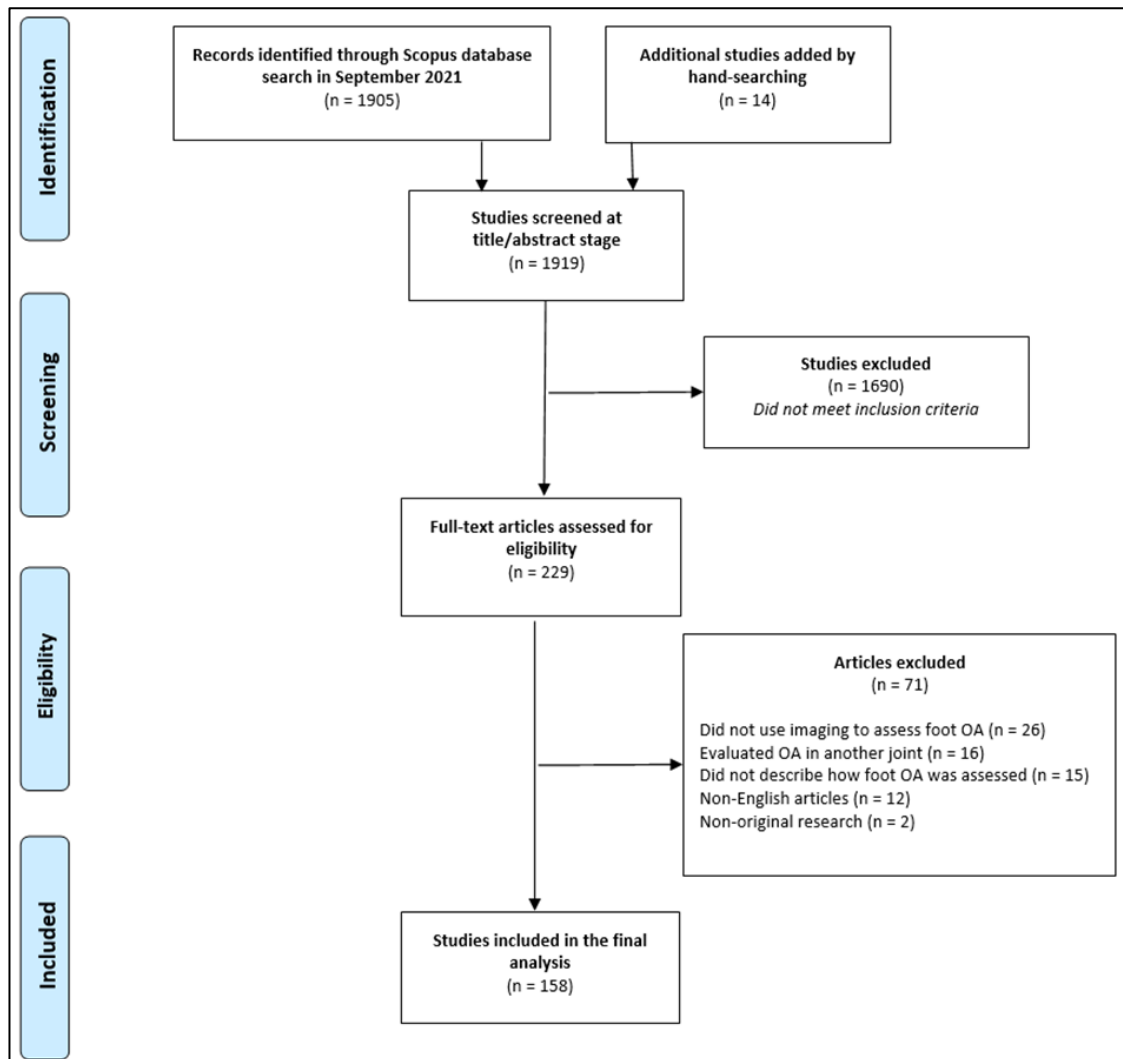 Identification
Records identified through Scopus database
search in September 2021
(n = 1905)
Additional studies added by
hand-searching
(n = 14)
Studies screened at
title/abstract stage
(n = 1919)
Screening
Studies excluded
(n = 1690)
Did not meet inclusion criteria
Full-text articles assessed for
eligibility
(n = 229)
Eligibility
Articles excluded
(n = 71)
Did not use imaging to assess foot OA (n = 26)
Evaluated OA in another joint (n = 16)
Did not describe how foot OA was assessed (n = 15)
Non-English articles (n = 12)
Non-original research (n = 2)
Included
Studies included in the final
analysis
(n = 158)